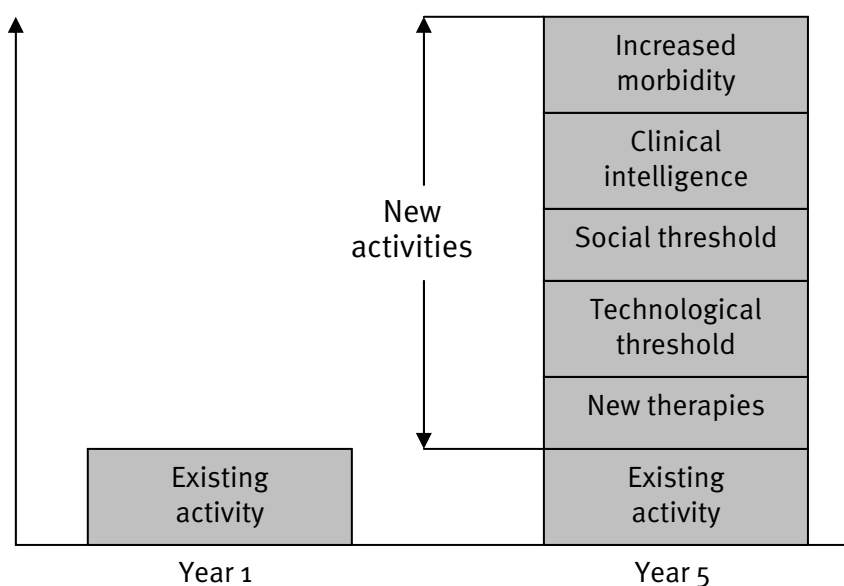 Increased
morbidity
Clinical
intelligence
Social threshold
Technological
threshold
New therapies
Existing
activity
New
activities
Existing
activity
Year 1
Year 5